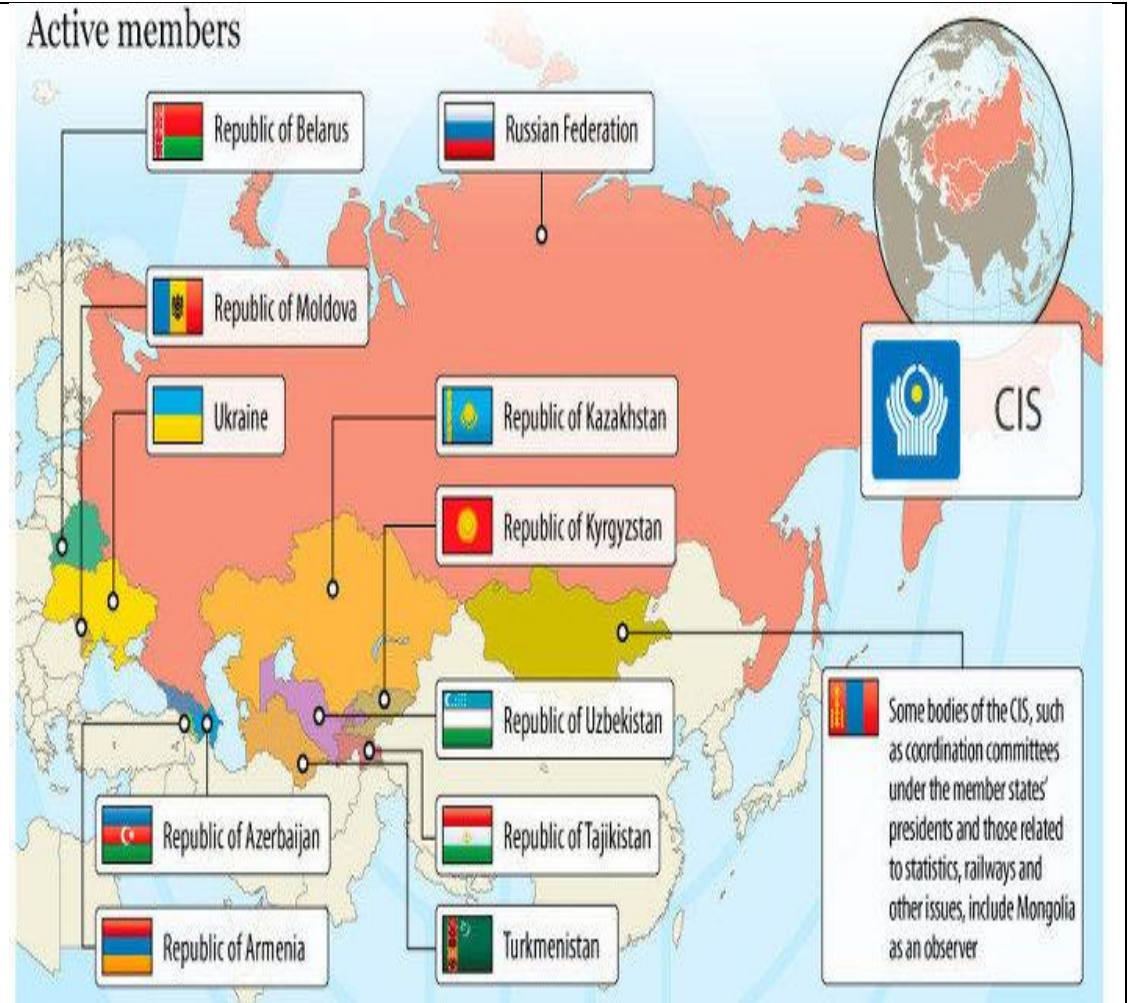 Active members
Republic of Belarus
Russian Federation
Republic of Moldova
Ukraine
Republic of Kazakhstan
CIS
Republic of Kyrgyzstan
Republic of Uzbekistan
Some bodies of the CIS, such
as coordination committees
under the member states'
presidents and those related
to statistics, railways and
other issues, include Mongolia
as an observer
Republic of Azerbaijan
Republic of Tajikistan
Republic of Armenia
Turkmenistan